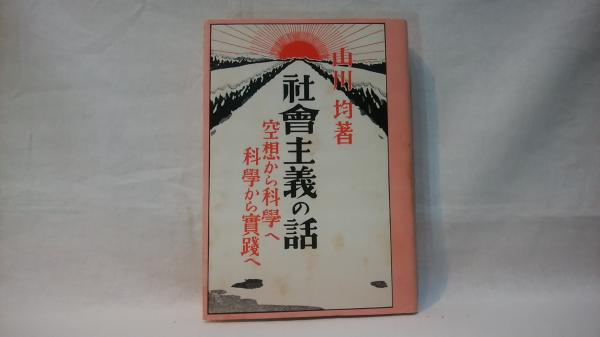 山川均著
社會主義の話
空想から科學へ
科學から實踐へ